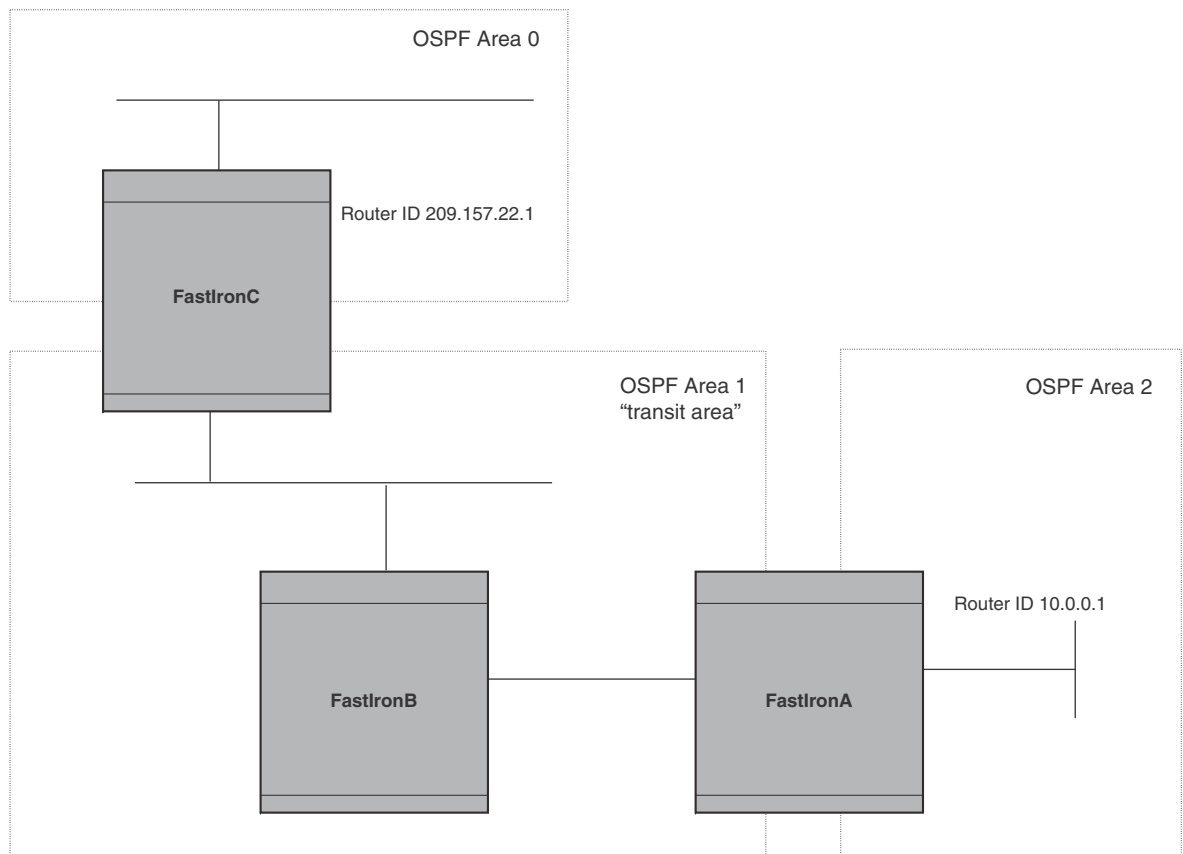 OSPF Area 0
Router ID 209.157.22.1
FastIronC
OSPF Area 1
“transit area”
OSPF Area 2
Router ID 10.0.0.1
FastIronB
FastIronA